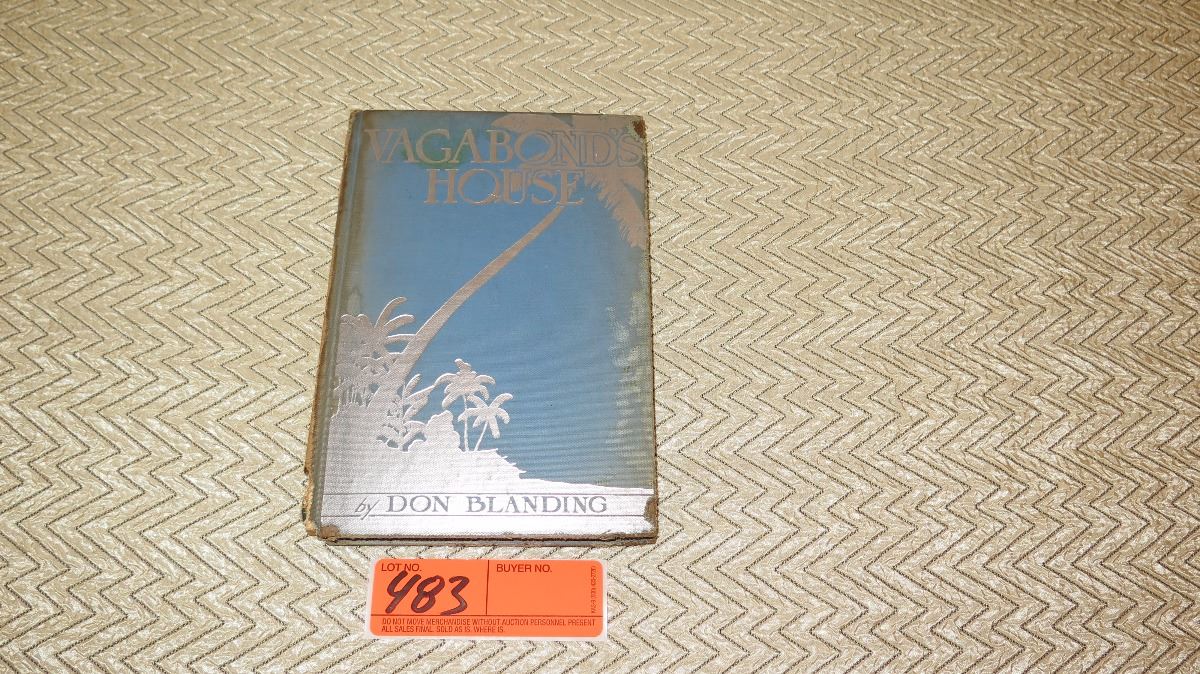 VAGABOND'S
HOUSE
by DON BLANDING
LOT NO.
483
BUYER NO.
DO NOT MOVE MERCHANDISE WITHOUT AUCTION PERSONNEL PRESENT
ALL SALES FINAL. SOLD AS IS, WHERE IS.